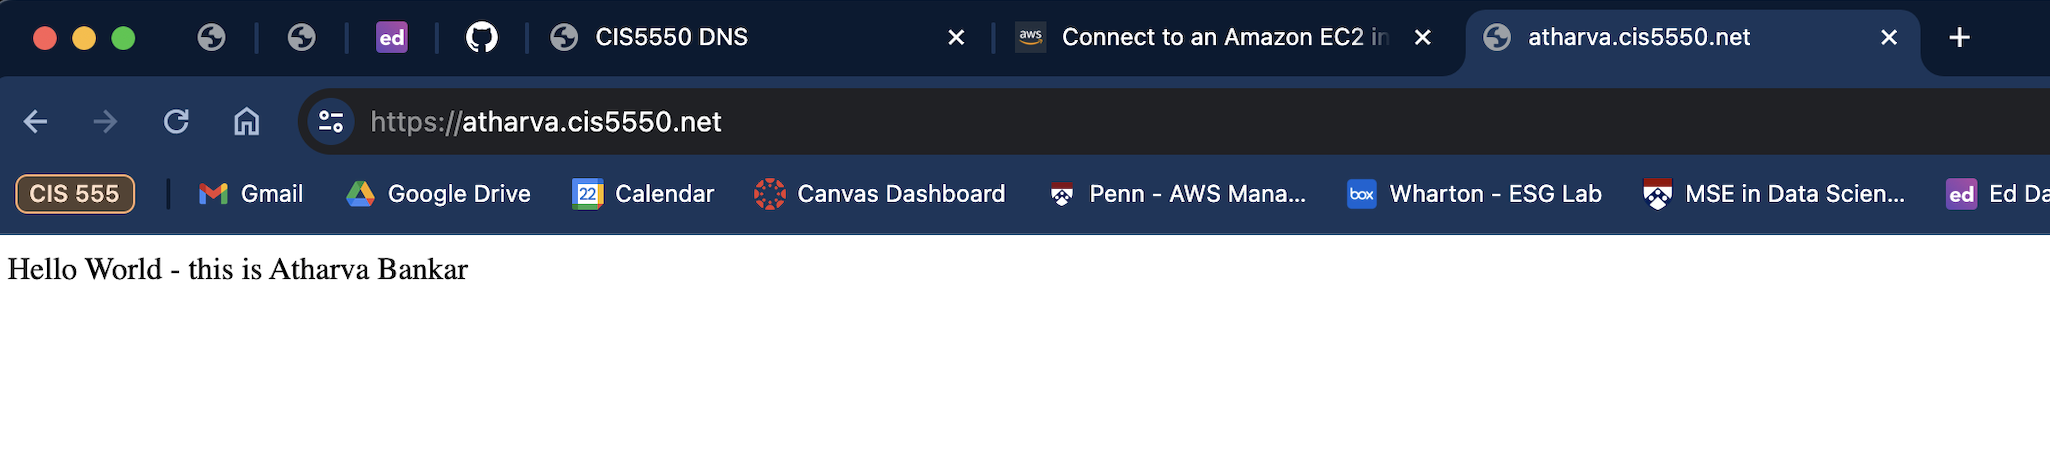 ed CIS5550 DNS aws Connect to an Amazon EC2 in atharva.cis5550.net
https://atharva.cis5550.net
CIS 555 Gmail Google Drive 22 Calendar Canvas Dashboard Penn - AWS Mana... box Wharton - ESG Lab MSE in Data Scien... ed Ed Da
Hello World - this is Atharva Bankar